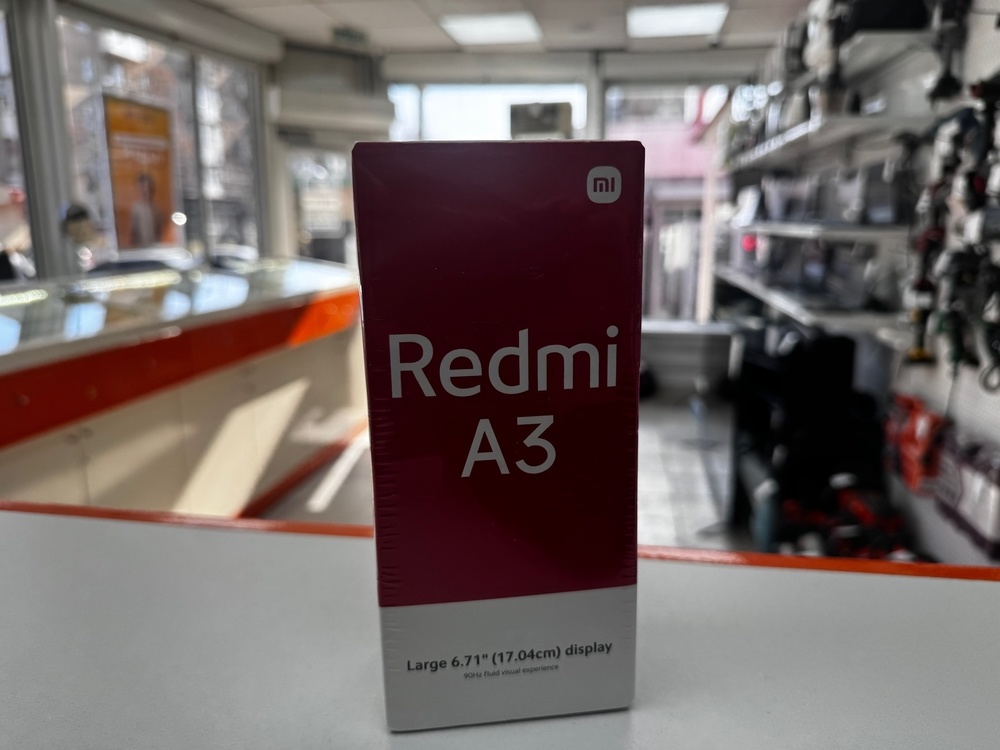 mi
Redmi
A3
Large 6.71" (17.04cm) display
90Hz fluid visual experience